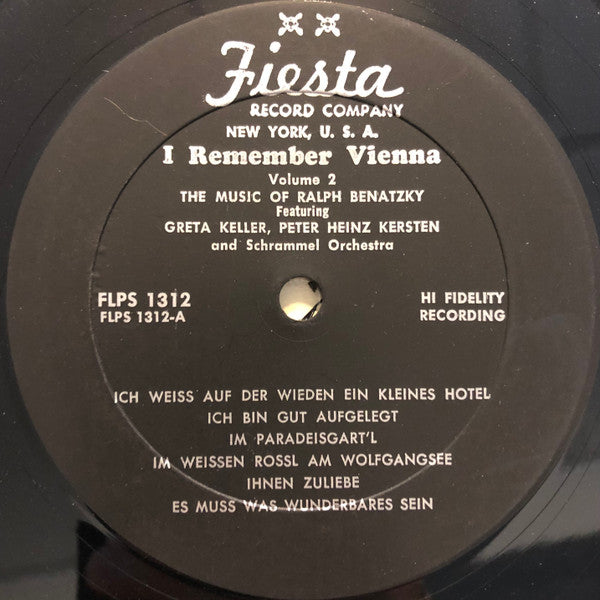 Fiesta
RECORD COMPANY
NEW YORK, U. S. A.
I Remember Vienna
Volume 2
THE MUSIC OF RALPH BENATZKY
Featuring
GRETA KELLER, PETER HEINZ KERSTEN
and Schrammel Orchestra
FLPS 1312
FLPS 1312-A
HI FIDELITY
RECORDING
ICH WEISS AUF DER WIEDEN EIN KLEINES HOTEL
ICH BIN GUT AUFGELEGT
IM PARADEISGART'L
IM WEISSEN ROSSL AM WOLFGANGSEE
IHNEN ZULIEBE
ES MUSS WAS WUNDERBARES SEIN